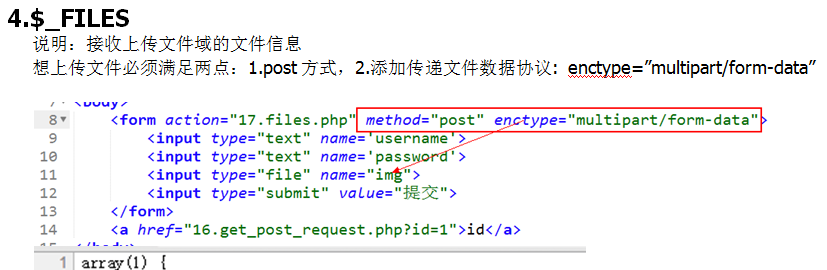 4.$_FILES
说明：接收上传文件域的文件信息
想上传文件必须满足两点：1.post 方式，2.添加传递文件数据协议: enctype=”multipart/form-data”
7 <body>
8 <form action="17.files.php" method="post" enctype="multipart/form-data">
9 <input type="text" name='username'>
10 <input type="text" name='password'>
11 <input type="file" name="img">
12 <input type="submit" value="提交">
13 </form>
14 <a href="16.get_post_request.php?id=1">id</a>
15 </body>
1 array(1) {